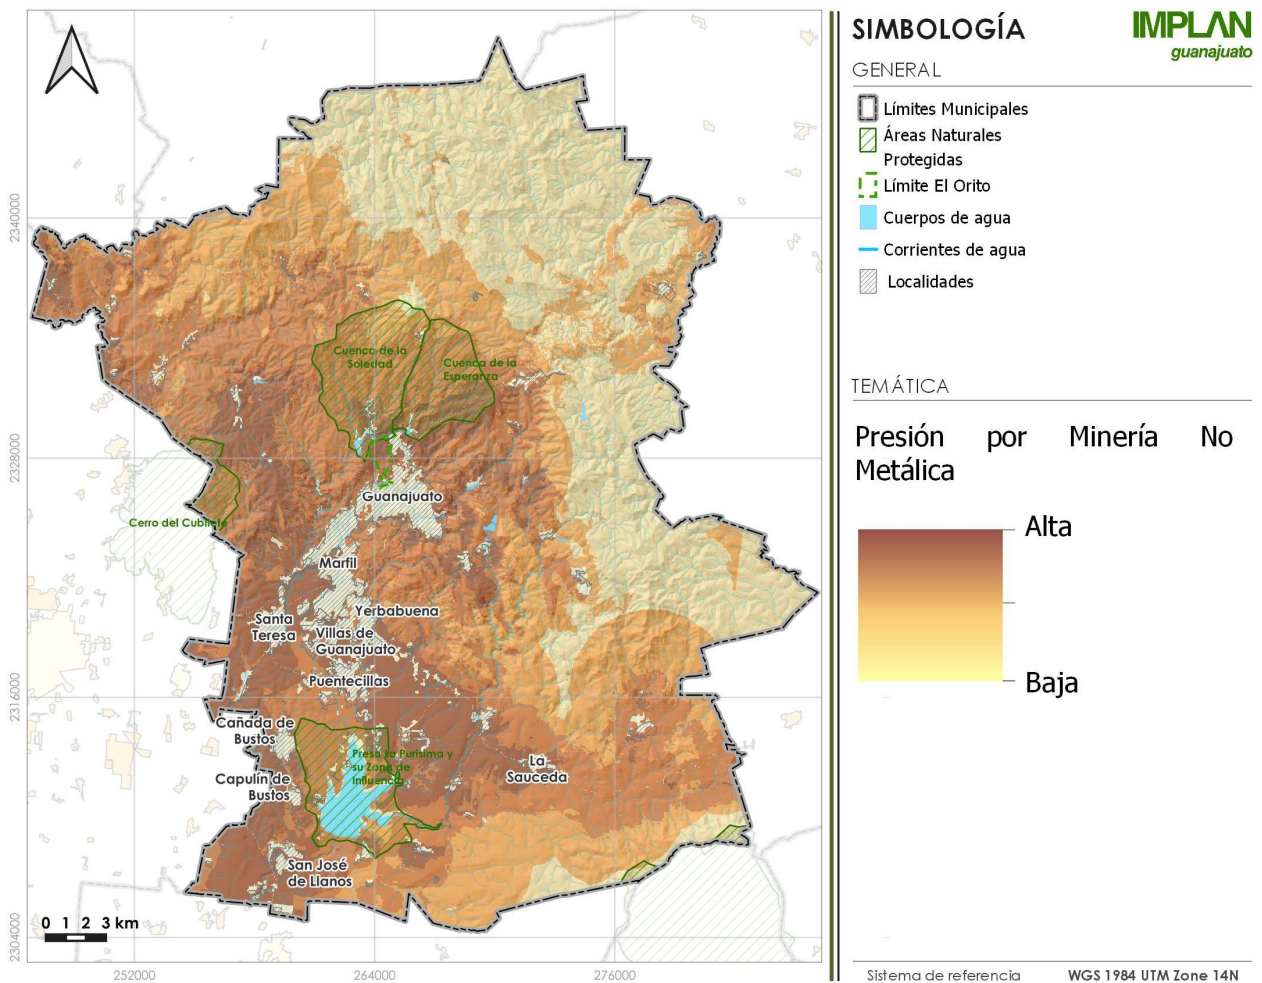 SIMBOLOGÍA
IMPLAN
guanajuato
GENERAL
Límites Municipales
Áreas Naturales
Protegidas
Límite El Orito
Cuerpos de agua
Corrientes de agua
Localidades
TEMÁTICA
Presión por Minería No
Metálica
Alta
Baja
Sistema de referencia
WGS 1984 UTM Zone 14N
2340000
2328000
2316000
2304000
252000
264000
276000
0 1 2 3 km
Cuenca de la
Soledad
Cuenca de la
Esperanza
Cerro del Cubilete
Guanajuato
Marfil
Yerbabuena
Santa
Teresa
Villas de
Guanajuato
Puentecillas
Cañada de
Bustos
Presa La Purísima y
su Zona de
Influencia
Capulín de
Bustos
La
Sauceda
San José
de Llanos